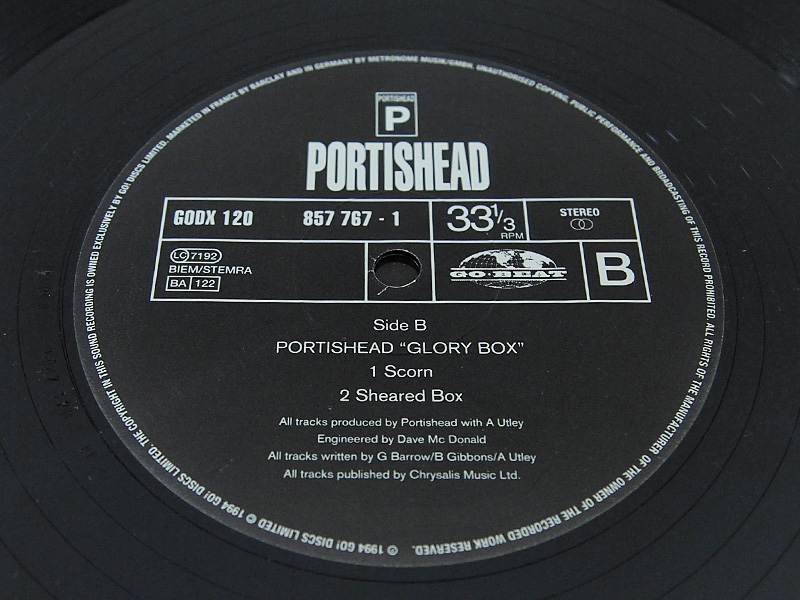 PORTISHEAD
P
PORTISHEAD
GODX 120 857 767 - 1
33 1/3 RPM
STEREO
LC 7192
BIEM/STEMRA
BA 122
GO·BEAT
B
Side B
PORTISHEAD “GLORY BOX”
1 Scorn
2 Sheared Box
All tracks produced by Portishead with A Utley
Engineered by Dave Mc Donald
All tracks written by G Barrow/B Gibbons/A Utley
All tracks published by Chrysalis Music Ltd.
℗ 1994 GO! DISCS LIMITED © 1994 GO! DISCS LIMITED. THE COPYRIGHT IN THIS SOUND RECORDING IS OWNED EXCLUSIVELY BY GO! DISCS LIMITED. MARKETED IN FRANCE BY BARCLAY AND IN GERMANY BY METRONOME MUSIK/GMBH. UNAUTHORISED COPYING, PUBLIC PERFORMANCE AND BROADCASTING OF THIS RECORD PROHIBITED. ALL RIGHTS OF THE MANUFACTURER OF THE OWNER OF THE RECORDED WORK RESERVED.